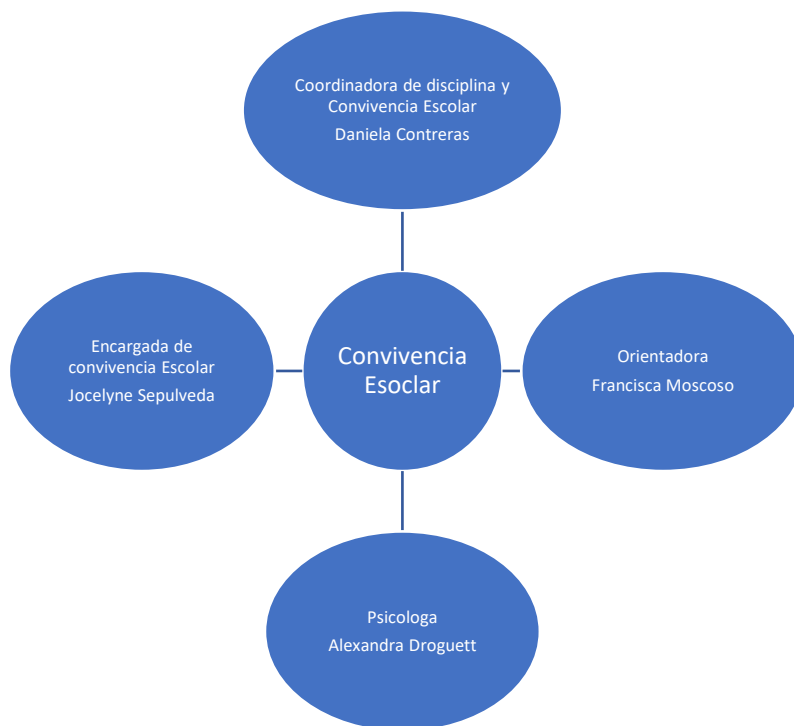 Coordinadora de disciplina y
Convivencia Escolar
Daniela Contreras
Encargada de
convivencia Escolar
Jocelyne Sepulveda
Convivencia
Esoclar
Orientadora
Francisca Moscoso
Psicologa
Alexandra Droguett